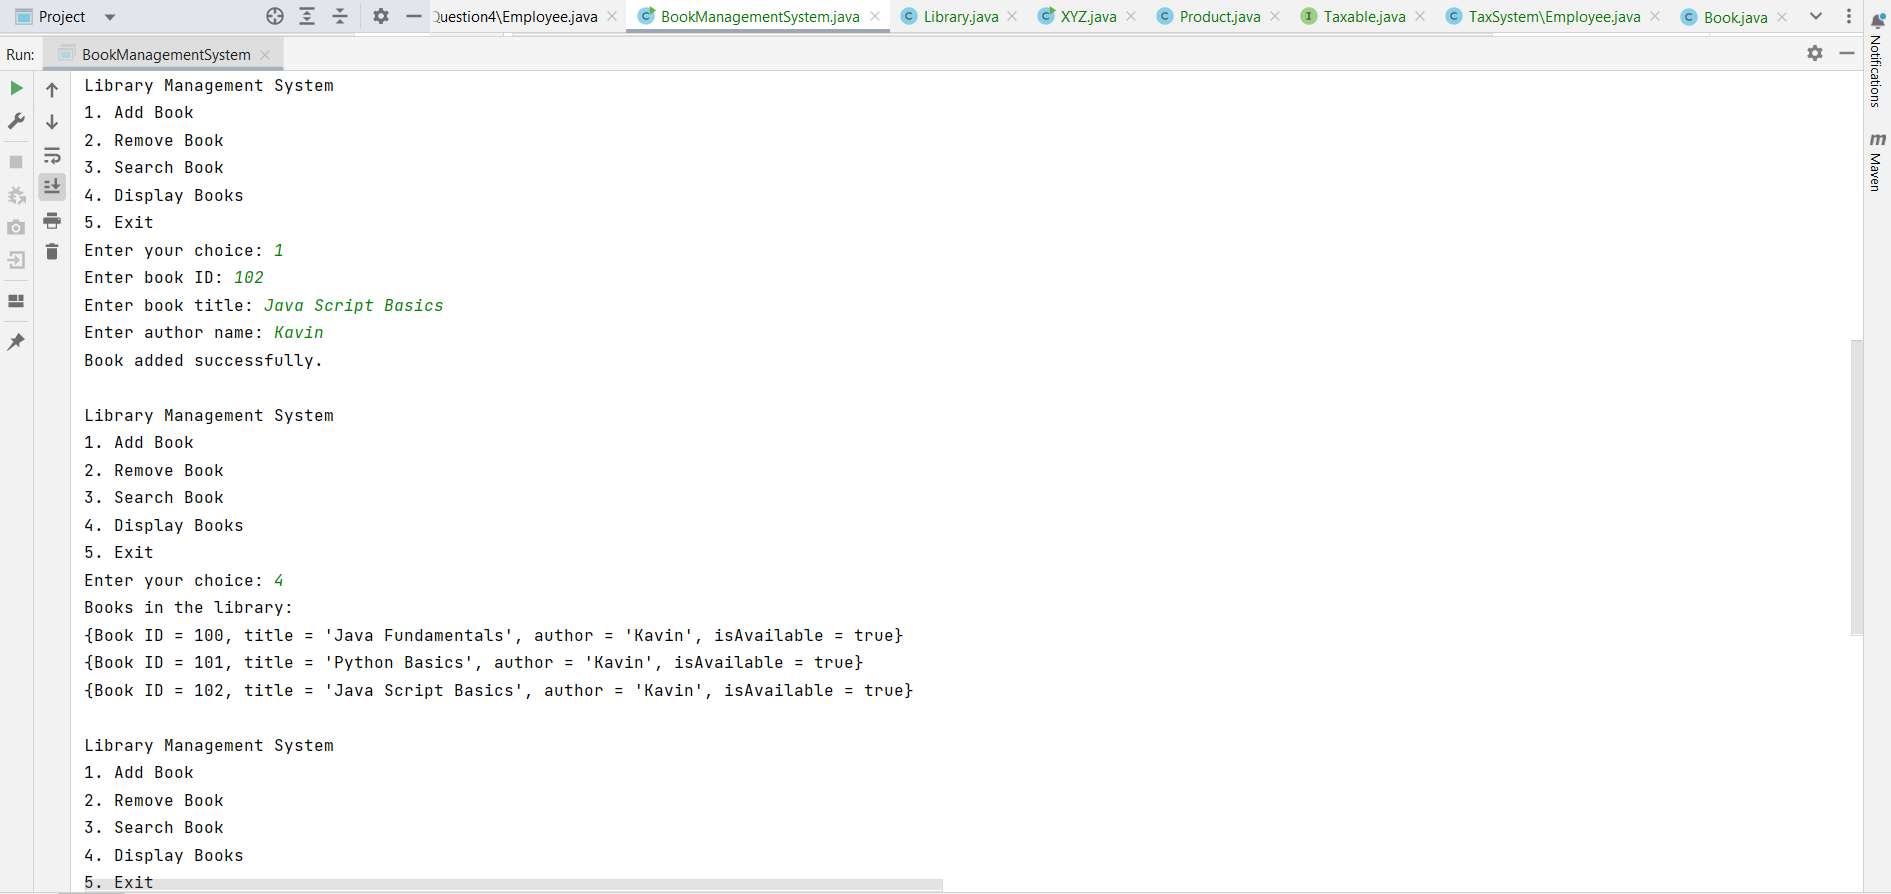 Project
Question4\Employee.java
BookManagementSystem.java
Library.java
XYZ.java
Product.java
Taxable.java
TaxSystem\Employee.java
Book.java
Run:
BookManagementSystem
Library Management System
1. Add Book
2. Remove Book
3. Search Book
4. Display Books
5. Exit
Enter your choice: 1
Enter book ID: 102
Enter book title: Java Script Basics
Enter author name: Kavin
Book added successfully.
Library Management System
1. Add Book
2. Remove Book
3. Search Book
4. Display Books
5. Exit
Enter your choice: 4
Books in the library:
{Book ID = 100, title = 'Java Fundamentals', author = 'Kavin', isAvailable = true}
{Book ID = 101, title = 'Python Basics', author = 'Kavin', isAvailable = true}
{Book ID = 102, title = 'Java Script Basics', author = 'Kavin', isAvailable = true}
Library Management System
1. Add Book
2. Remove Book
3. Search Book
4. Display Books
5. Exit
Notifications
m Maven